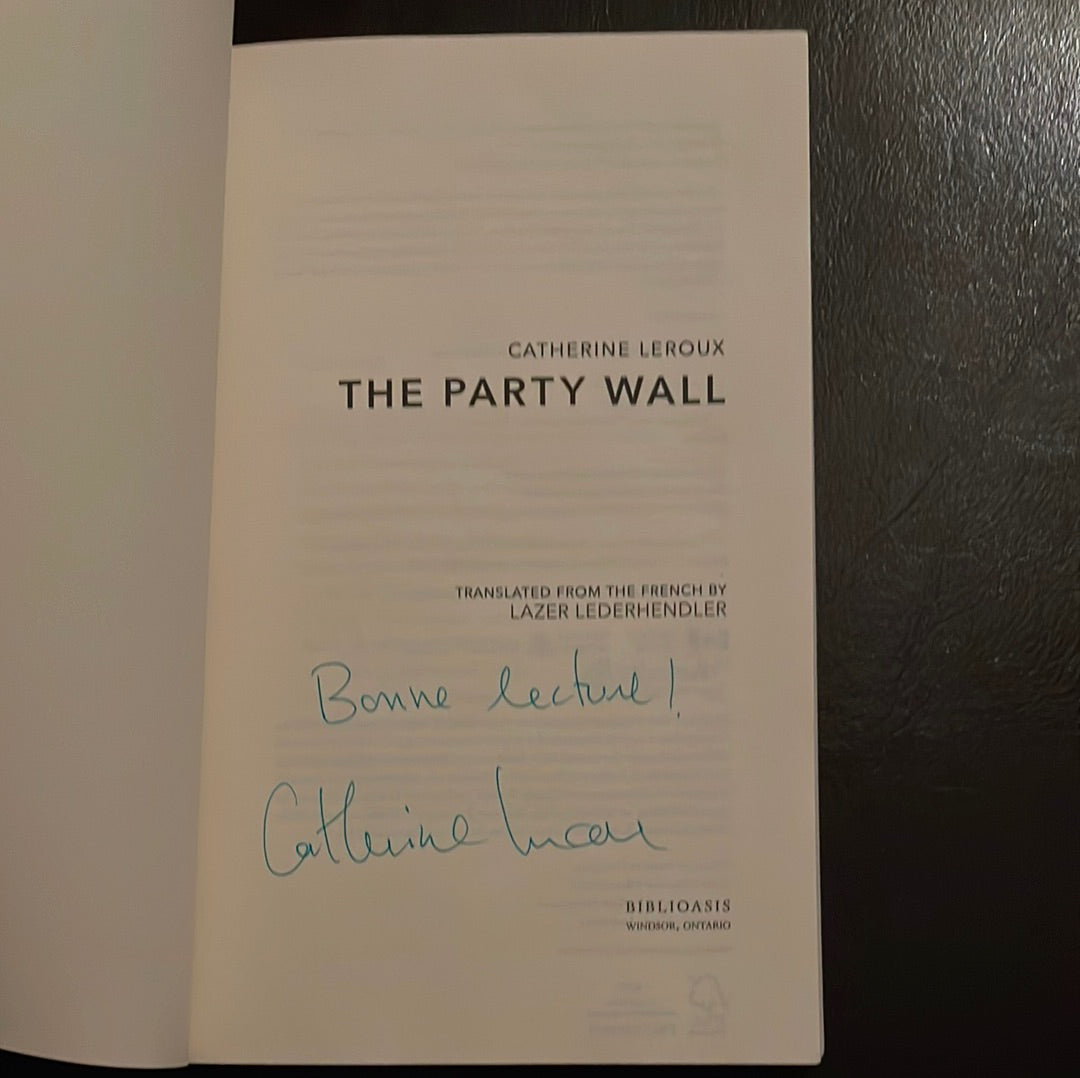 CATHERINE LEROUX
THE PARTY WALL
TRANSLATED FROM THE FRENCH BY
LAZER LEDERHENDLER
Bonne lecture!
Catherine
BIBLIOASIS
WINDSOR, ONTARIO